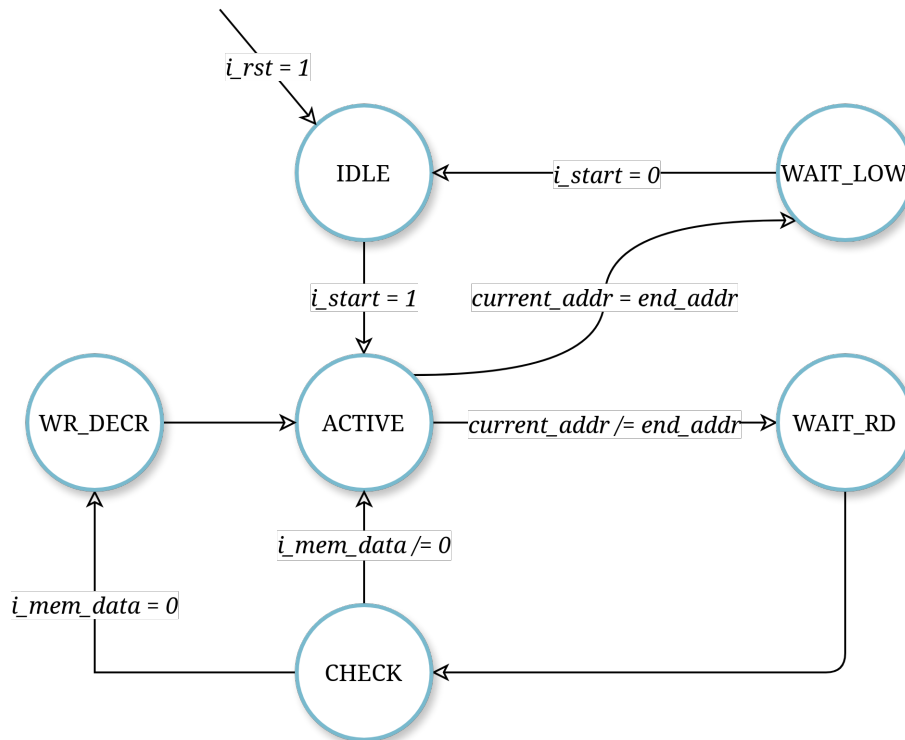 i_rst = 1
IDLE
i_start = 0
WAIT_LOW
i_start = 1
current_addr = end_addr
WR_DECR
ACTIVE
current_addr /= end_addr
WAIT_RD
i_mem_data /= 0
i_mem_data = 0
CHECK